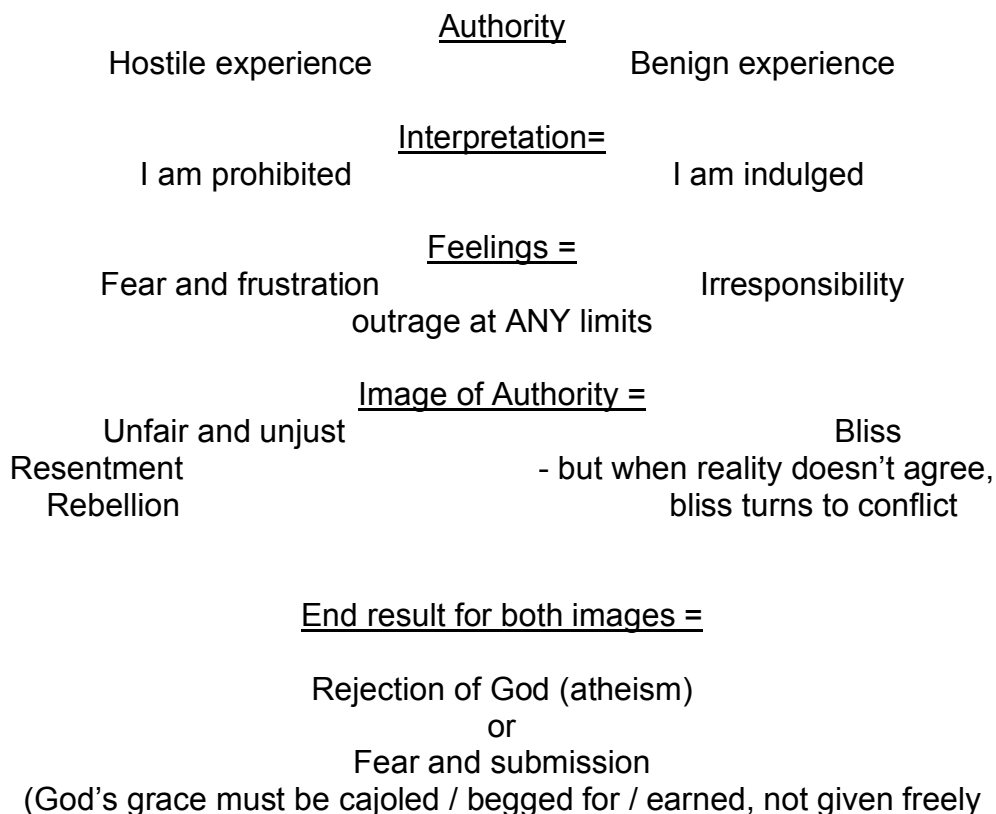 Authority
Hostile experience Benign experience
Interpretation=
I am prohibited I am indulged
Feelings =
Fear and frustration Irresponsibility
outrage at ANY limits
Image of Authority =
Unfair and unjust Bliss
Resentment - but when reality doesn’t agree,
Rebellion bliss turns to conflict
End result for both images =
Rejection of God (atheism)
or
Fear and submission
(God’s grace must be cajoled / begged for / earned, not given freely